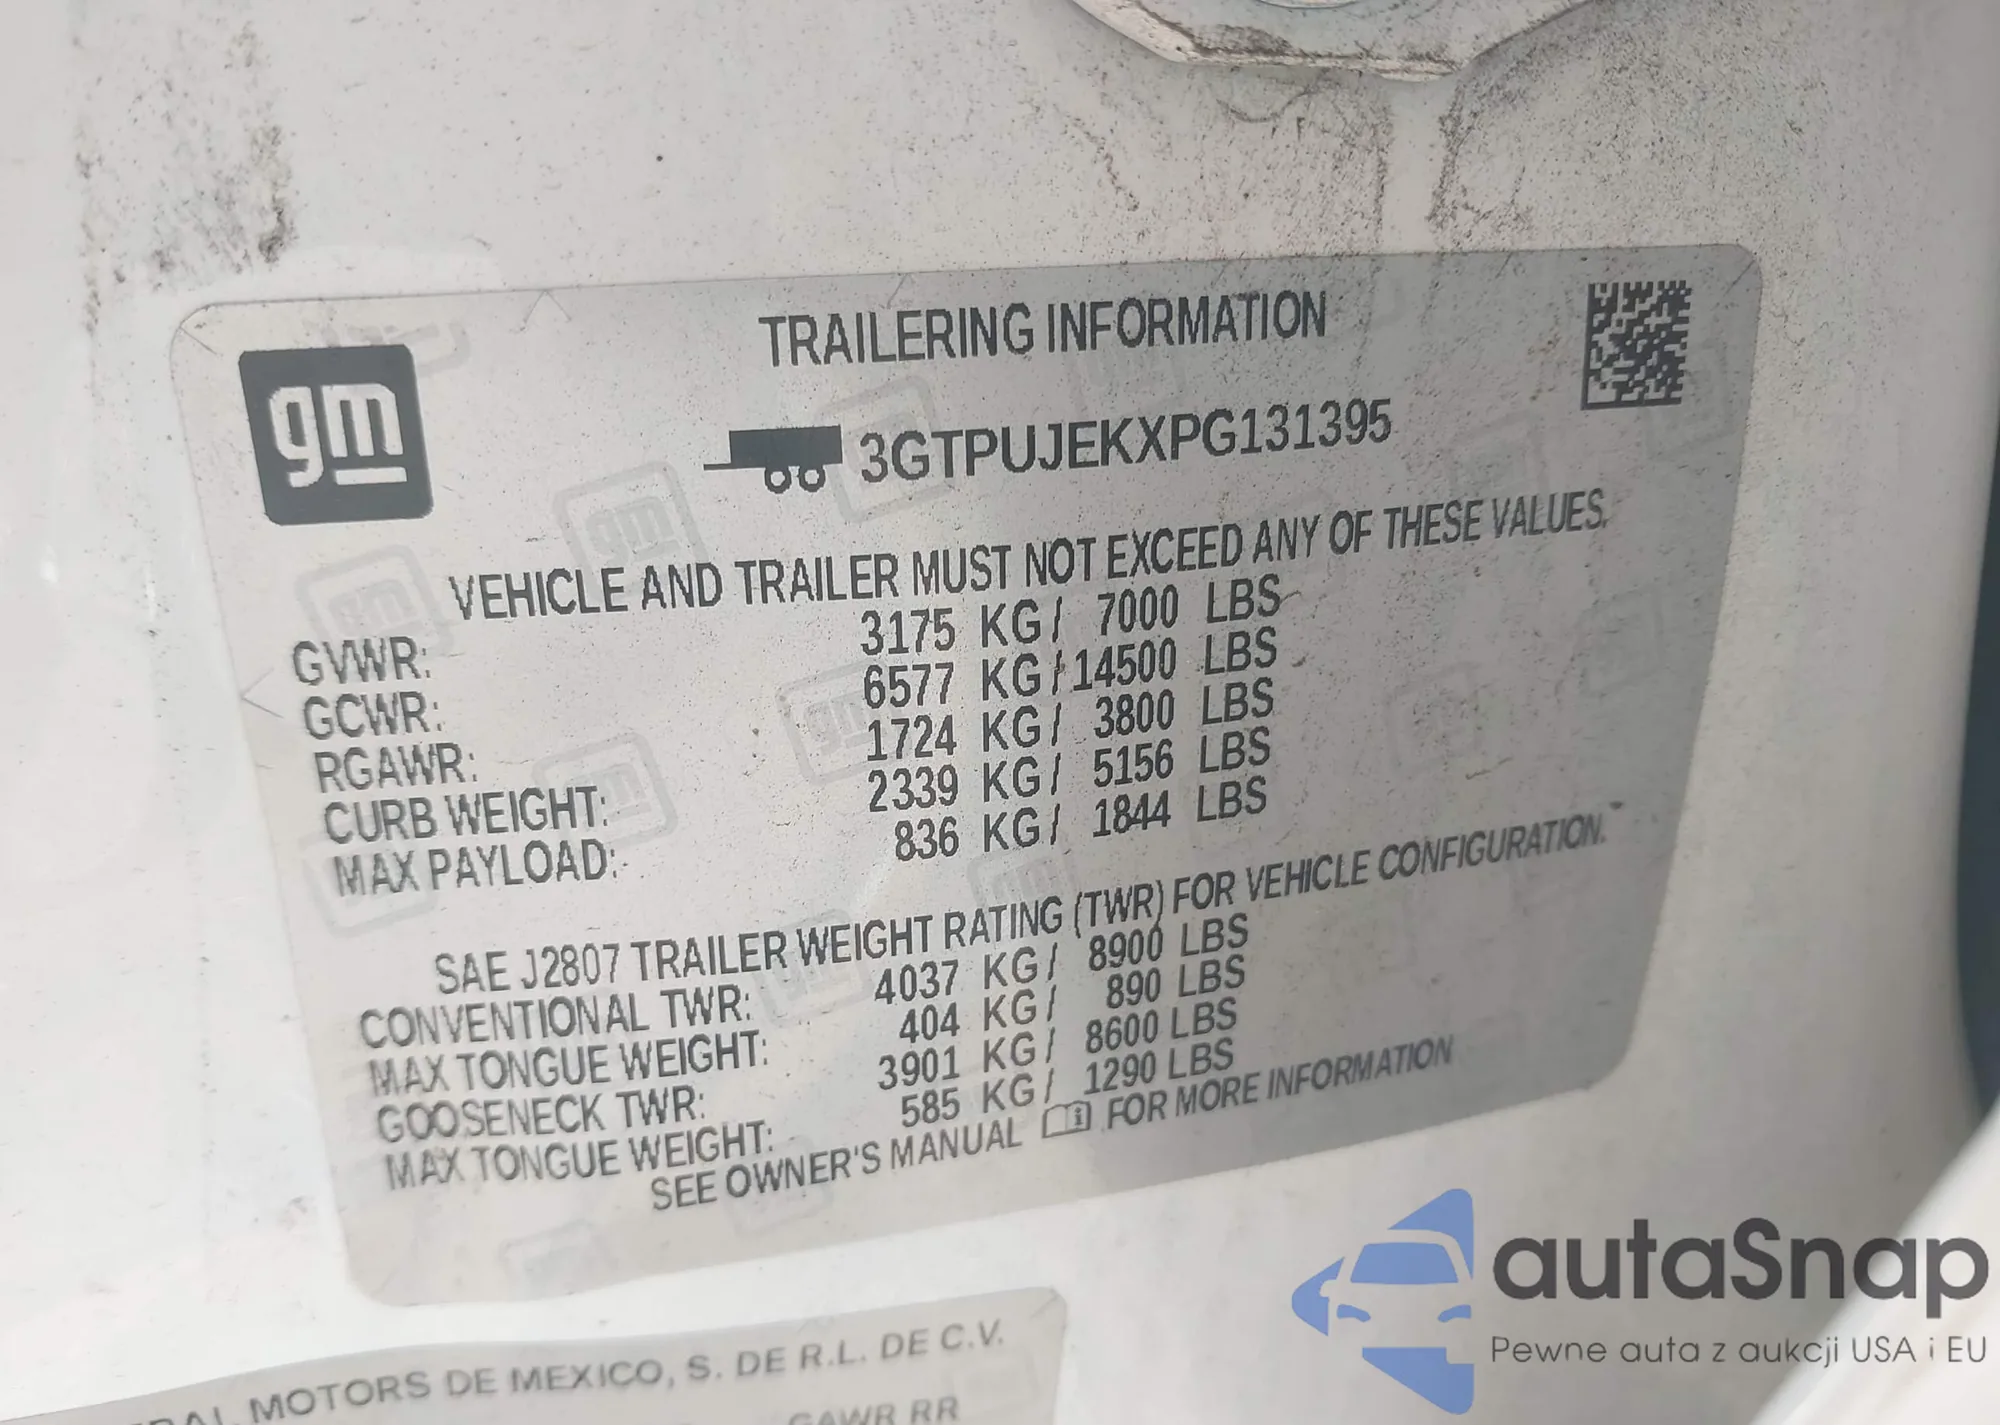 gm
TRAILERING INFORMATION
3GTPUJEKXPG131395
VEHICLE AND TRAILER MUST NOT EXCEED ANY OF THESE VALUES.
GVWR: 3175 KG/ 7000 LBS
GCWR: 6577 KG/14500 LBS
RGAWR: 1724 KG/ 3800 LBS
CURB WEIGHT: 2339 KG/ 5156 LBS
MAX PAYLOAD: 836 KG/ 1844 LBS
SAE J2807 TRAILER WEIGHT RATING (TWR) FOR VEHICLE CONFIGURATION.
CONVENTIONAL TWR: 4037 KG/ 8900 LBS
MAX TONGUE WEIGHT: 404 KG/ 890 LBS
GOOSENECK TWR: 3901 KG/ 8600 LBS
MAX TONGUE WEIGHT: 585 KG/ 1290 LBS
SEE OWNER'S MANUAL FOR MORE INFORMATION
MOTORS DE MEXICO, S. DE R.L. DE C.V.
GAWR RR
autaSnap
Pewne auta z aukcji USA i EU